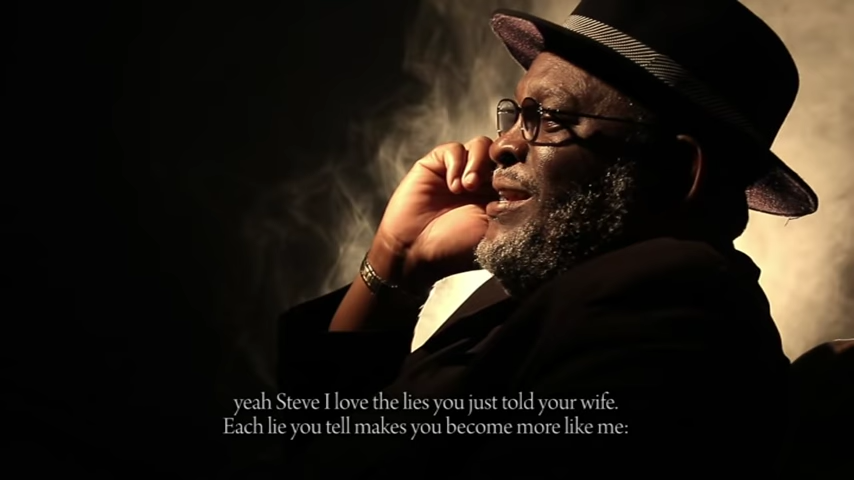 yeah Steve I love the lies you just told your wife.
Each lie you tell makes you become more like me: